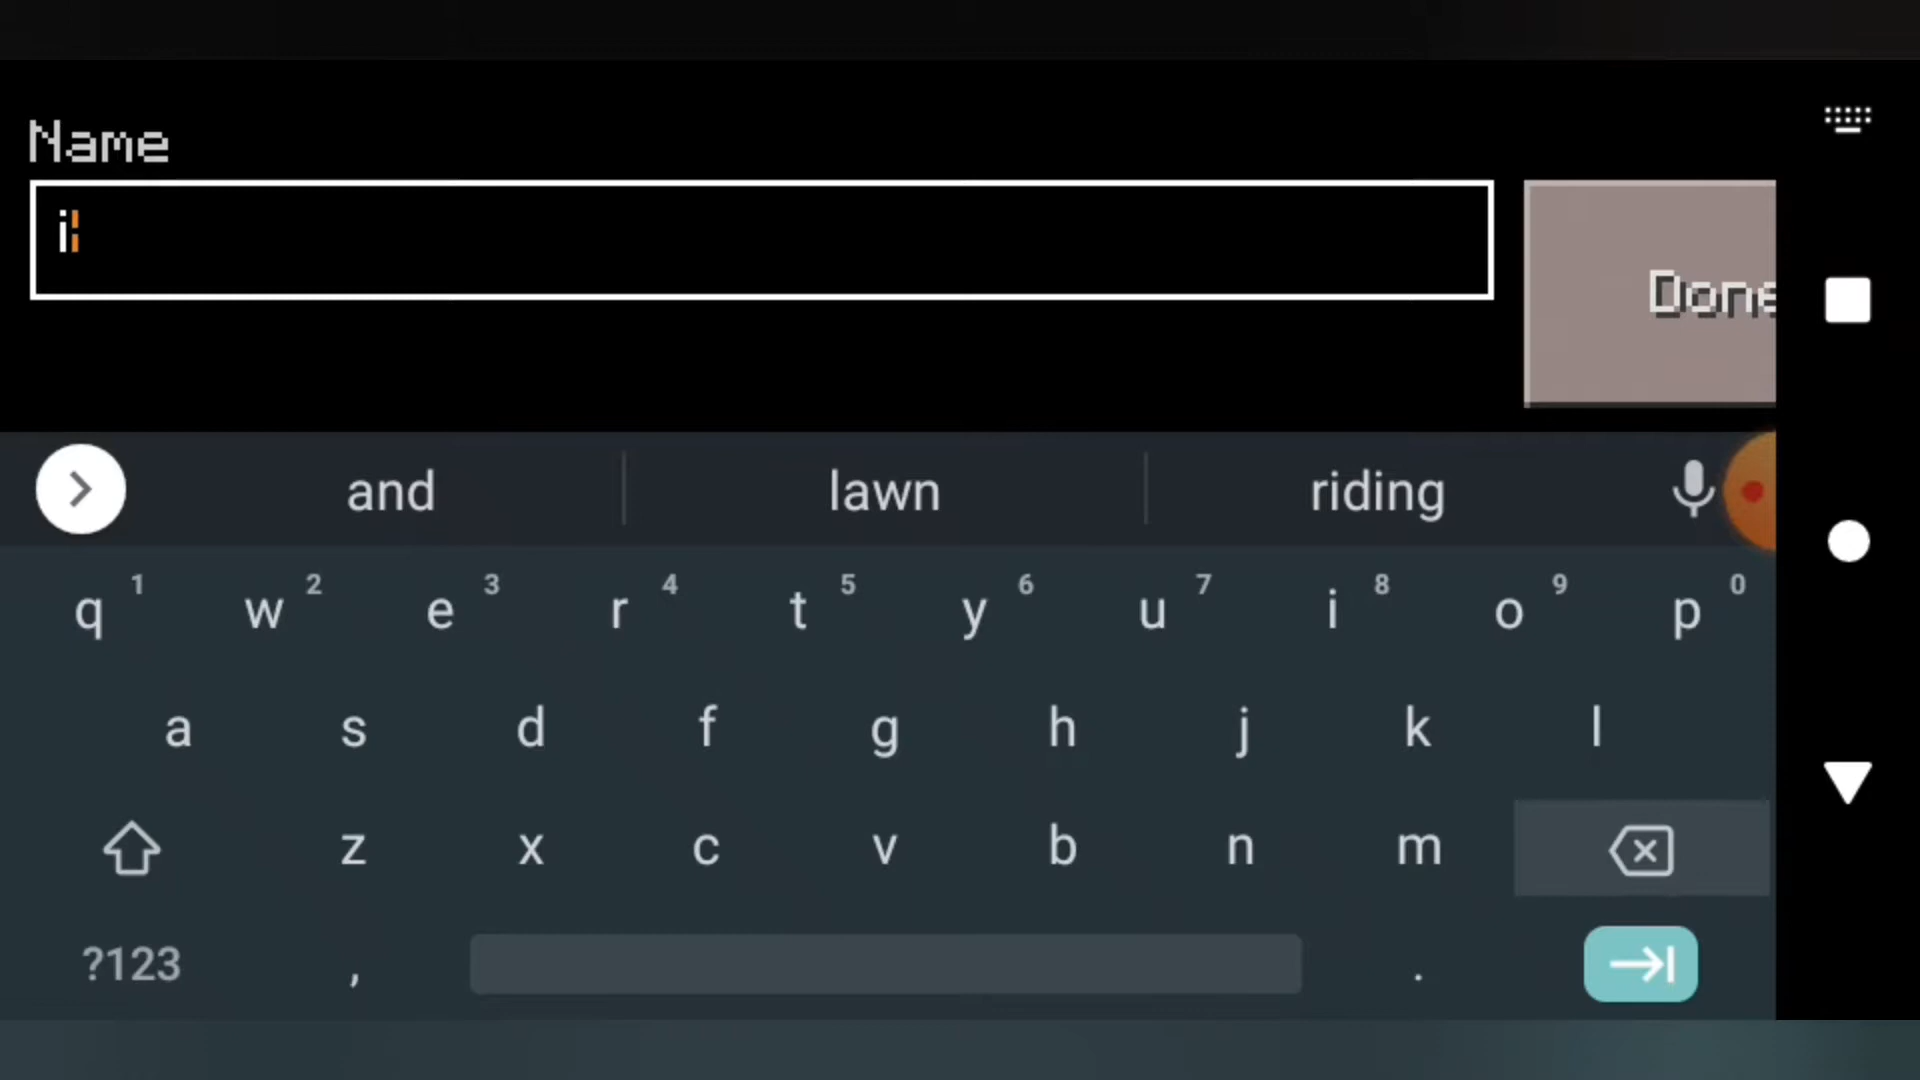 Name
i
Done
and lawn riding
q 1 w 2 e 3 r 4 t 5 y 6 u 7 i 8 o 9 p 0
a s d f g h j k l
z x c v b n m
?123 , .